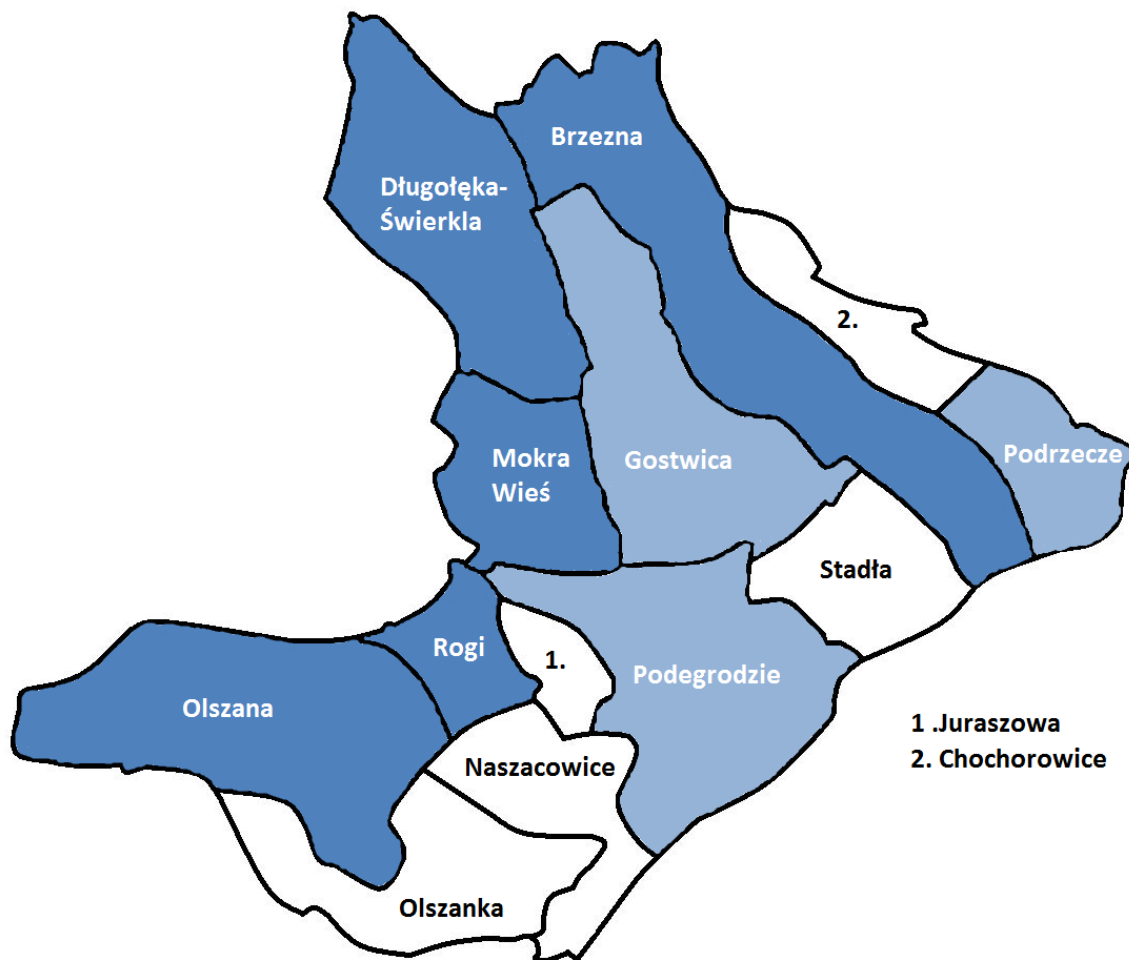 Brzezna
Długołęka-
Świerkla
2.
Mokra
Wieś
Gostwica
Podrzecze
Stadła
Rogi
1.
Podegrodzie
Olszana
1 .Juraszowa
2. Chochorowice
Naszacowice
Olszanka